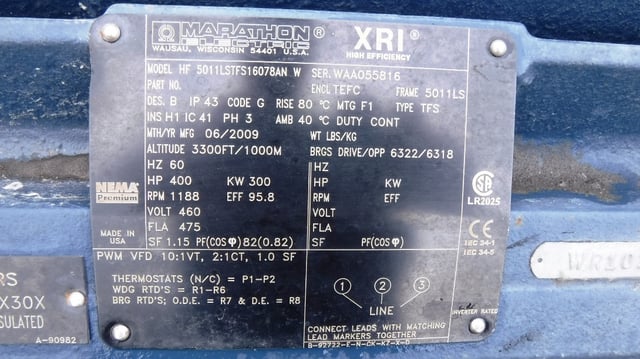 MARATHON ® XRI ®
ELECTRIC HIGH EFFICIENCY
WAUSAU, WISCONSIN 54401 U.S.A.
MODEL HF 5011LSTFS16078AN W SER. WAA055816
PART NO. ENCL TEFC FRAME 5011LS
DES. B IP 43 CODE G RISE 80 °C MTG F1 TYPE TFS
INS H1 IC 41 PH 3 AMB 40 °C DUTY CONT
MTH/YR MFG 06/2009 WT LBS/KG
ALTITUDE 3300FT/1000M BRGS DRIVE/OPP 6322/6318
HZ 60 HZ
HP 400 KW 300 HP KW
RPM 1188 EFF 95.8 RPM EFF
VOLT 460 VOLT
FLA 475 FLA
SF 1.15 PF(COS φ) 82(0.82) SF PF(COS φ)
NEMA
Premium
MADE IN
USA
LR2025
CE
IEC 34-1
IEC 34-5
PWM VFD 10:1VT, 2:1CT, 1.0 SF
THERMOSTATS (N/C) = P1-P2
WDG RTD'S = R1-R6
BRG RTD'S; O.D.E. = R7 & D.E. = R8
1 2 3
LINE
INVERTER RATED
CONNECT LEADS WITH MATCHING
LEAD MARKERS TOGETHER
RS
X30X
SULATED
A-90982